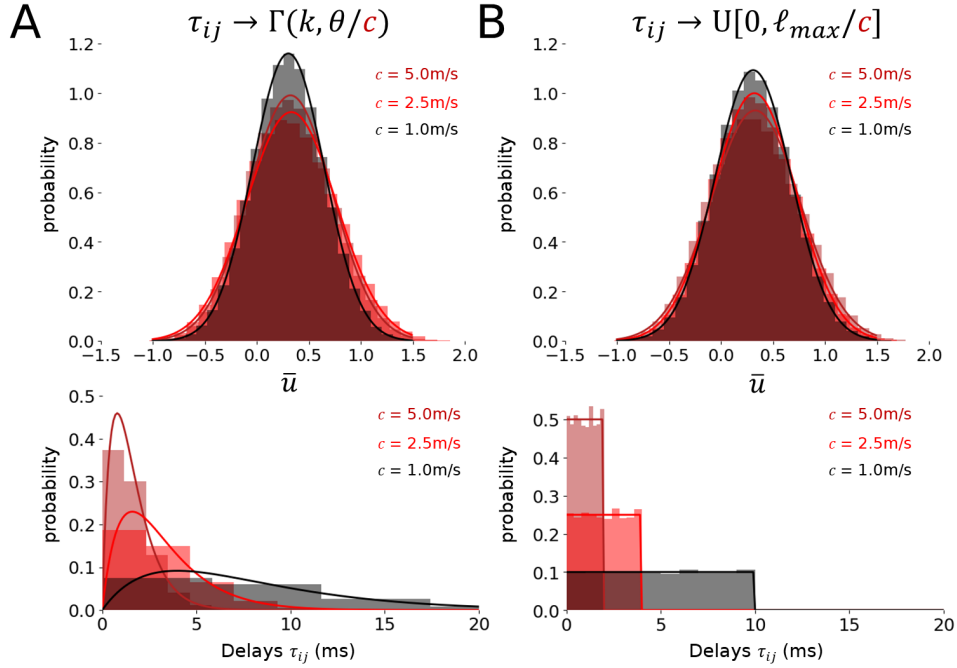 A
τij → Γ(k, θ/c)
1.2
1.0
0.8
0.6
0.4
0.2
0.0
probability
c = 5.0m/s
c = 2.5m/s
c = 1.0m/s
−1.5 −1.0 −0.5 0.0 0.5 1.0 1.5 2.0
ū
0.5
0.4
0.3
0.2
0.1
0.0
probability
c = 5.0m/s
c = 2.5m/s
c = 1.0m/s
0 5 10 15 20
Delays τij (ms)
B
τij → U[0, ℓmax/c]
1.2
1.0
0.8
0.6
0.4
0.2
0.0
probability
c = 5.0m/s
c = 2.5m/s
c = 1.0m/s
−1.5 −1.0 −0.5 0.0 0.5 1.0 1.5 2.0
ū
0.5
0.4
0.3
0.2
0.1
0.0
probability
c = 5.0m/s
c = 2.5m/s
c = 1.0m/s
0 5 10 15 20
Delays τij (ms)